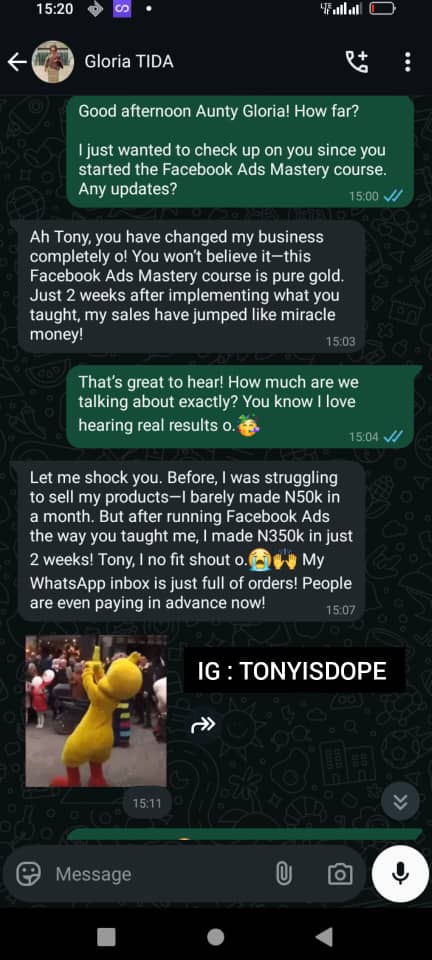 15:20
Gloria TIDA
Good afternoon Aunty Gloria! How far?
I just wanted to check up on you since you
started the Facebook Ads Mastery course.
Any updates?
15:00
Ah Tony, you have changed my business
completely o! You won’t believe it—this
Facebook Ads Mastery course is pure gold.
Just 2 weeks after implementing what you
taught, my sales have jumped like miracle
money!
15:03
That’s great to hear! How much are we
talking about exactly? You know I love
hearing real results o.🥳
15:04
Let me shock you. Before, I was struggling
to sell my products—I barely made N50k in
a month. But after running Facebook Ads
the way you taught me, I made N350k in just
2 weeks! Tony, I no fit shout o.😭🙌 My
WhatsApp inbox is just full of orders! People
are even paying in advance now!
15:07
IG : TONYISDOPE
15:11
Message